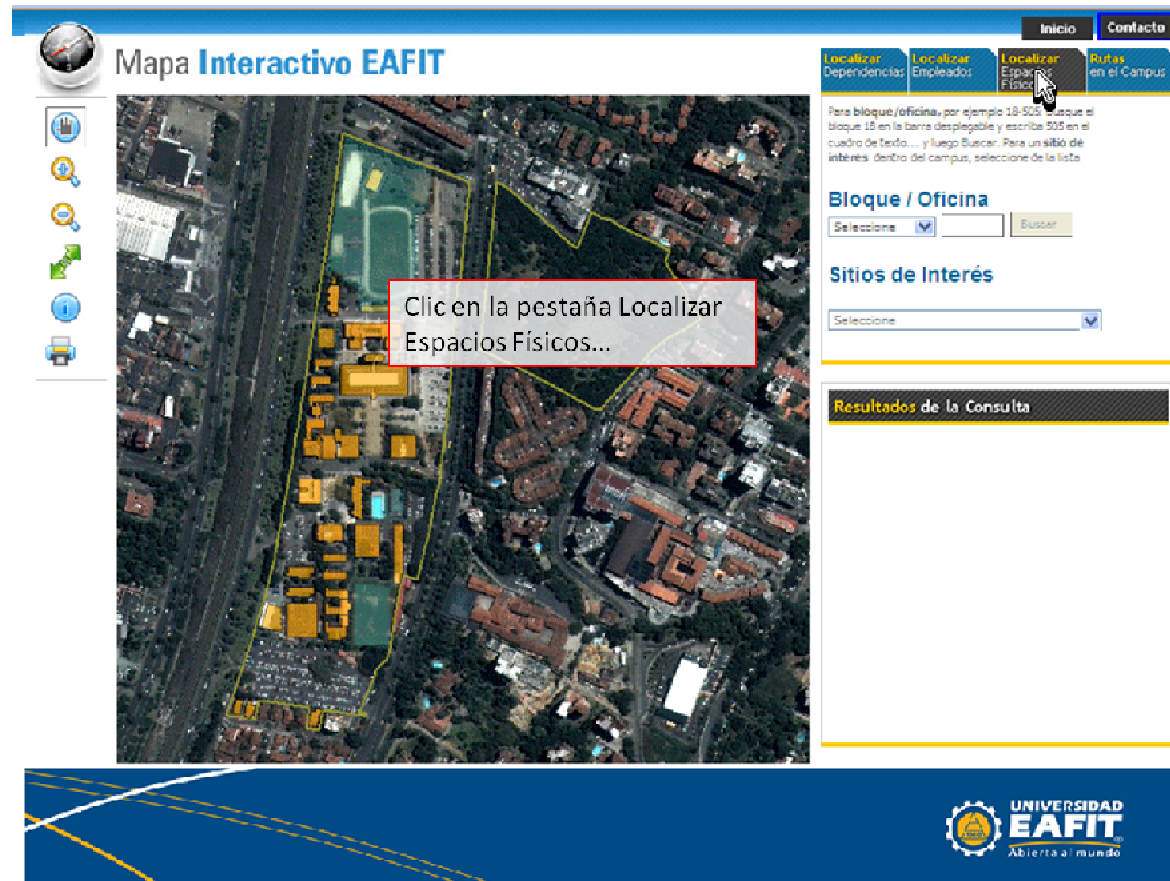 Inicio Contacto
Mapa Interactivo EAFIT
Localizar Dependencias
Localizar Empleados
Localizar Espacios Físicos
Rutas en el Campus
Para bloque/oficina, por ejemplo 18-505, busque el
bloque 18 en la barra desplegable y escriba 505 en el
cuadro de texto... y luego Buscar. Para un sitio de
interés dentro del campus, seleccione de la lista
Bloque / Oficina
Seleccione Buscar
Sitios de Interés
Seleccione
Clic en la pestaña Localizar
Espacios Físicos...
Resultados de la Consulta
UNIVERSIDAD
EAFIT
Abierta al mundo